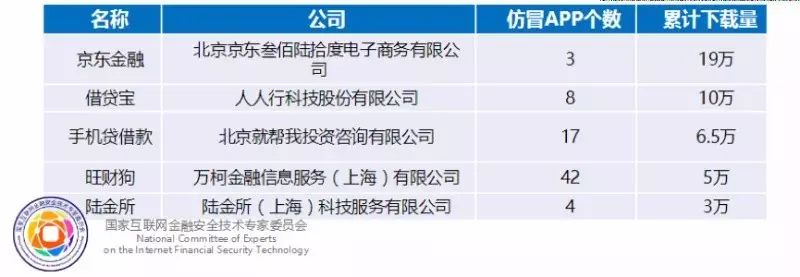 名称 公司 仿冒APP个数 累计下载量
京东金融 北京京东叁佰陆拾度电子商务有限公 3 19万
司
借贷宝 人人行科技股份有限公司 8 10万
手机贷借款 北京就帮我投资咨询有限公司 17 6.5万
旺财狗 万柯金融信息服务（上海）有限公司 42 5万
陆金所 陆金所（上海）科技服务有限公司 4 3万
国家互联网金融安全技术专家委员会
National Committee of Experts
on the Internet Financial Security Technology